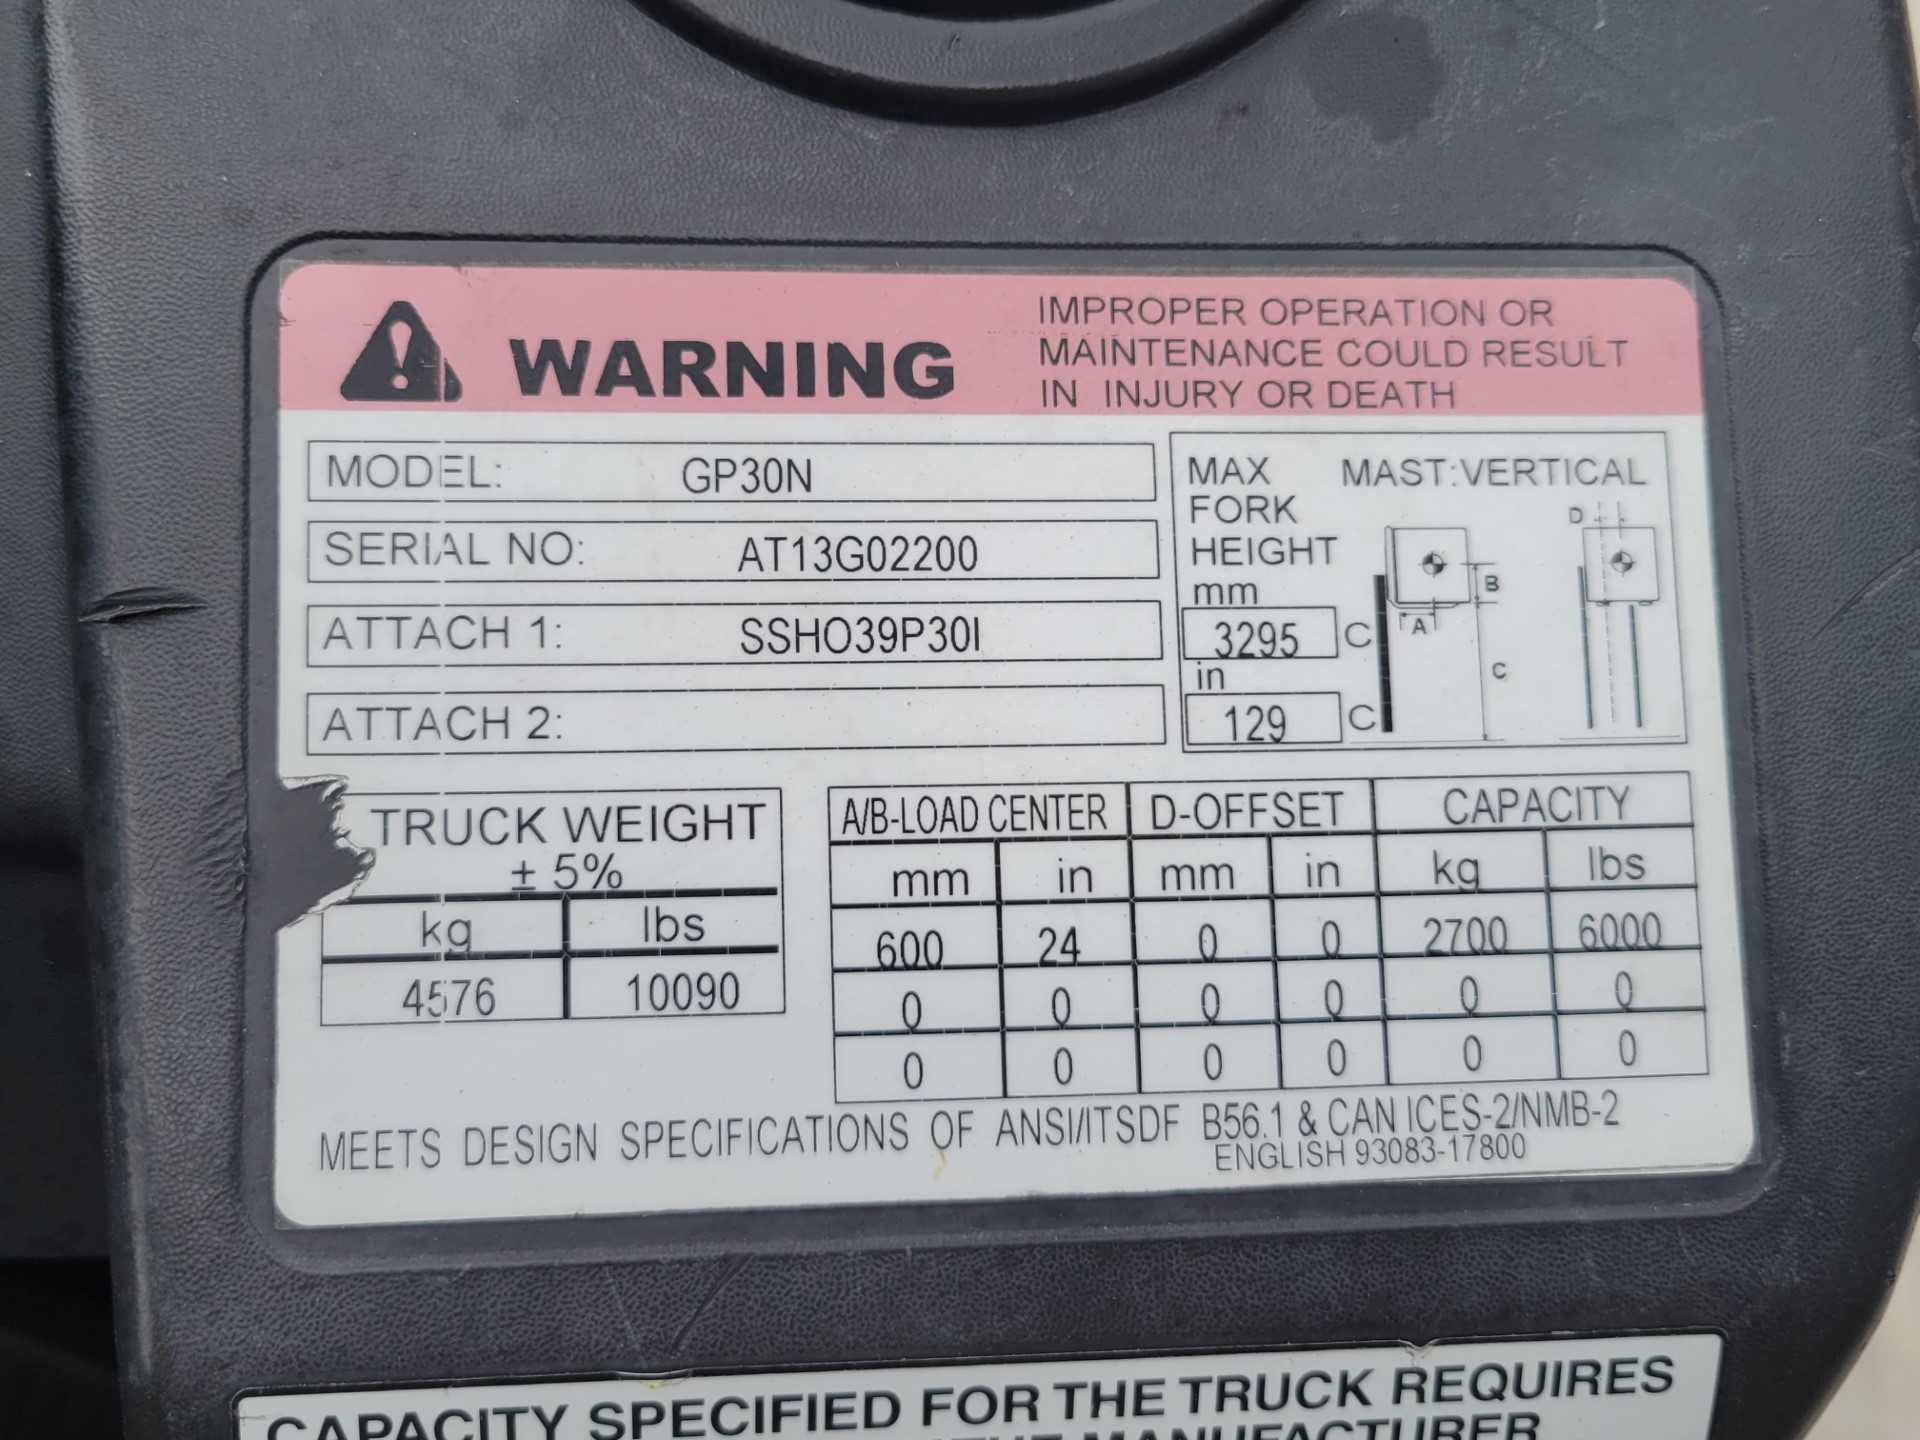 WARNING
IMPROPER OPERATION OR
MAINTENANCE COULD RESULT
IN INJURY OR DEATH
MODEL: GP30N
SERIAL NO: AT13G02200
ATTACH 1: SSHO39P30I
ATTACH 2:
MAX MAST:VERTICAL
FORK
HEIGHT
mm
3295 C
in
129 C
D
B
A
C
TRUCK WEIGHT
± 5%
kg lbs
4576 10090
A/B-LOAD CENTER D-OFFSET CAPACITY
mm in mm in kg lbs
600 24 0 0 2700 6000
0 0 0 0 0 0
0 0 0 0 0 0
MEETS DESIGN SPECIFICATIONS OF ANSI/ITSDF B56.1 & CAN ICES-2/NMB-2
ENGLISH 93083-17800
CAPACITY SPECIFIED FOR THE TRUCK REQUIRES
MANUFACTURER